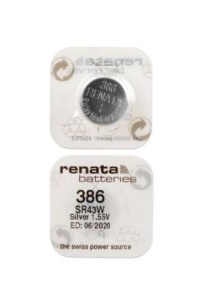 386
RENATA
renata
batteries
386
SR43W
Silver 1.55V
ED: 06/2020
the swiss power source